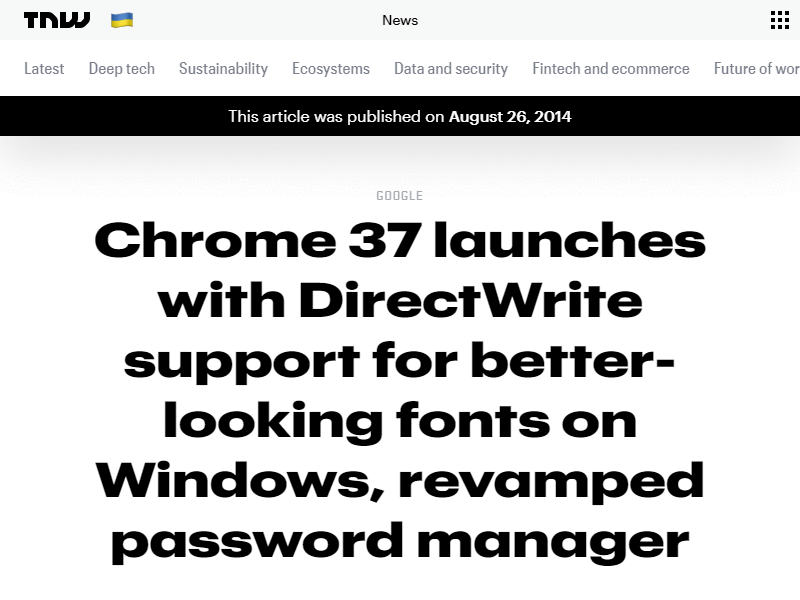 TNW
News
Latest Deep tech Sustainability Ecosystems Data and security Fintech and ecommerce Future of wor
This article was published on August 26, 2014
GOOGLE
Chrome 37 launches
with DirectWrite
support for better-
looking fonts on
Windows, revamped
password manager